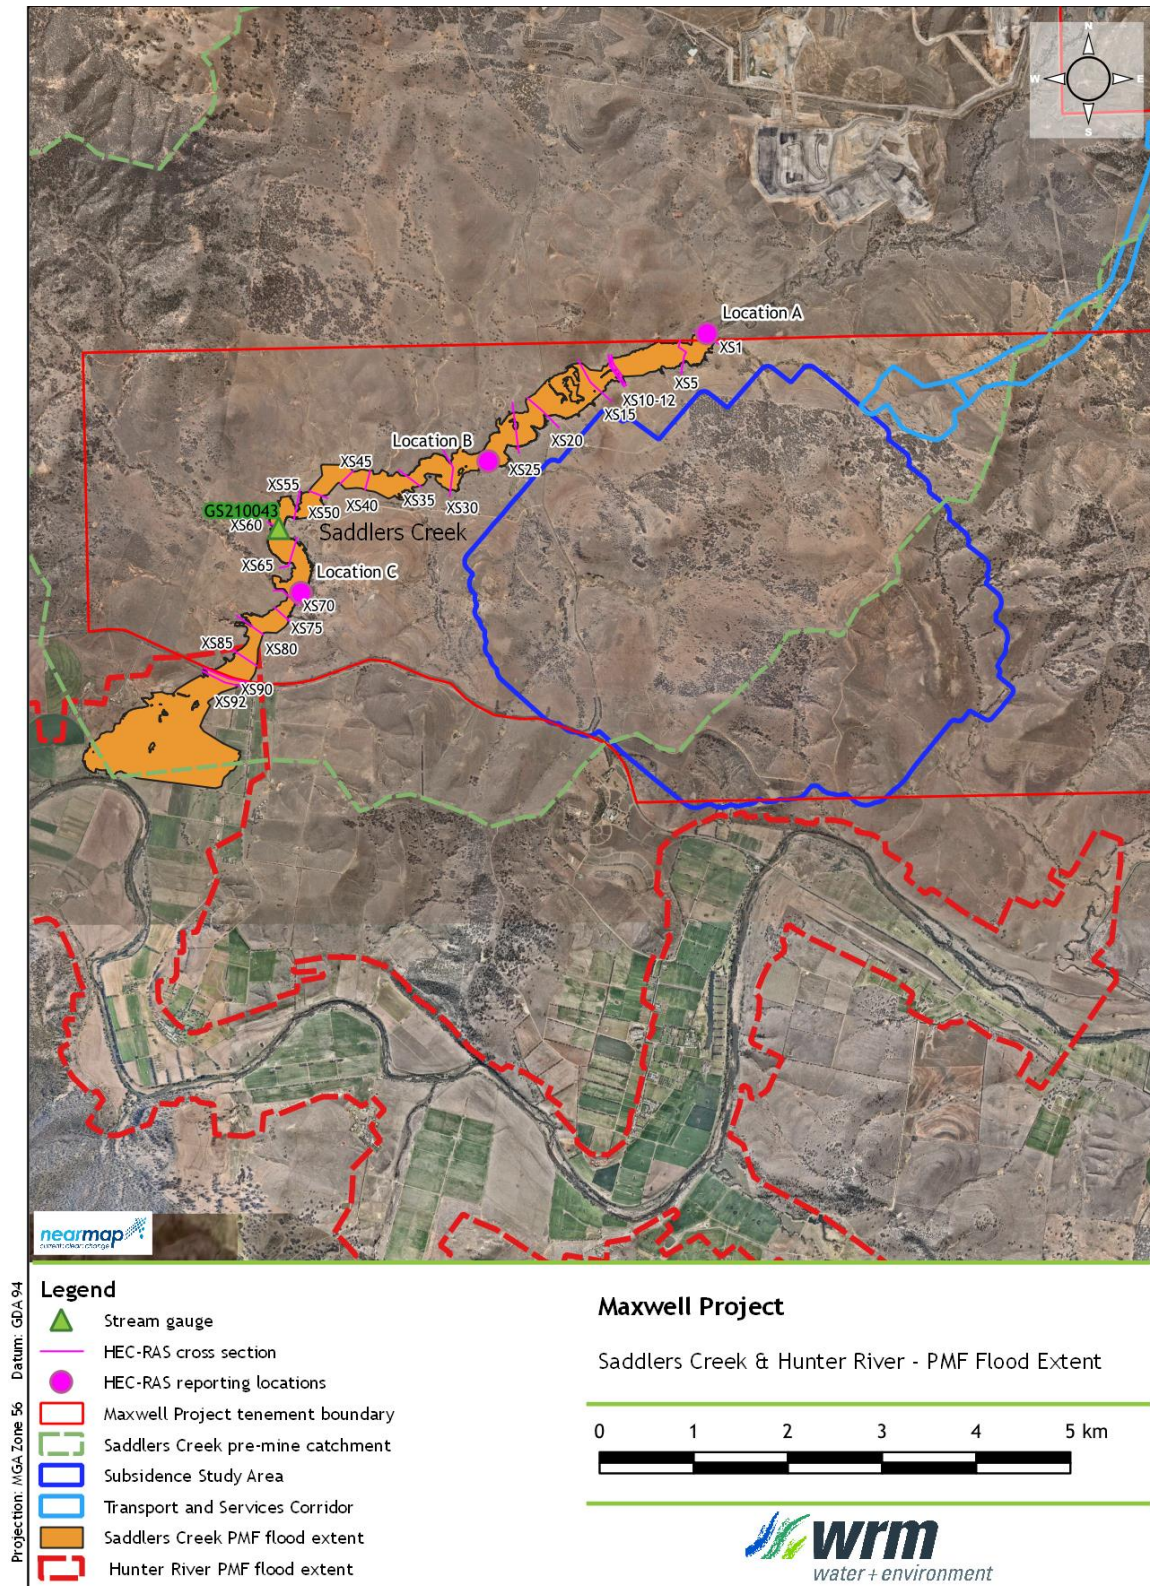 N
W E
S
Location A
XS1
XS5
XS10-12
XS15
XS20
Location B
XS25
XS45
XS55
XS35
XS40
XS50
XS30
GS210043
XS60
Saddlers Creek
XS65
Location C
XS70
XS75
XS85
XS80
XS90
XS92
nearmap
Legend
Stream gauge
HEC-RAS cross section
HEC-RAS reporting locations
Maxwell Project tenement boundary
Saddlers Creek pre-mine catchment
Subsidence Study Area
Transport and Services Corridor
Saddlers Creek PMF flood extent
Hunter River PMF flood extent
Projection: MGA Zone 56 Datum: GDA 94
Maxwell Project
Saddlers Creek & Hunter River - PMF Flood Extent
0 1 2 3 4 5 km
wrm
water + environment